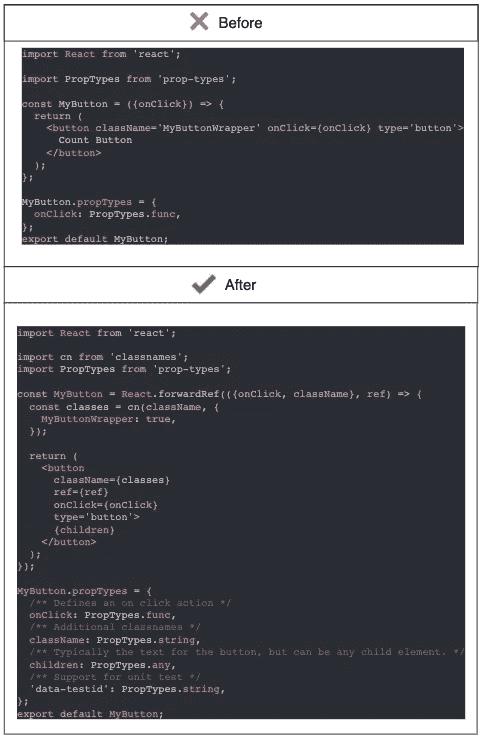 Before
import React from 'react';
import PropTypes from 'prop-types';
const MyButton = ({onClick}) => {
return (
<button className='MyButtonWrapper' onClick={onClick} type='button'>
Count Button
</button>
);
};
MyButton.propTypes = {
onClick: PropTypes.func,
};
export default MyButton;
After
import React from 'react';
import cn from 'classnames';
import PropTypes from 'prop-types';
const MyButton = React.forwardRef(({onClick, className}, ref) => {
const classes = cn(className, {
MyButtonWrapper: true,
});
return (
<button
className={classes}
ref={ref}
onClick={onClick}
type='button'>
{children}
</button>
);
});
MyButton.propTypes = {
/** Defines an on click action */
onClick: PropTypes.func,
/** Additional classnames */
className: PropTypes.string,
/** Typically the text for the button, but can be any child element. */
children: PropTypes.any,
/** Support for unit test */
'data-testid': PropTypes.string,
};
export default MyButton;